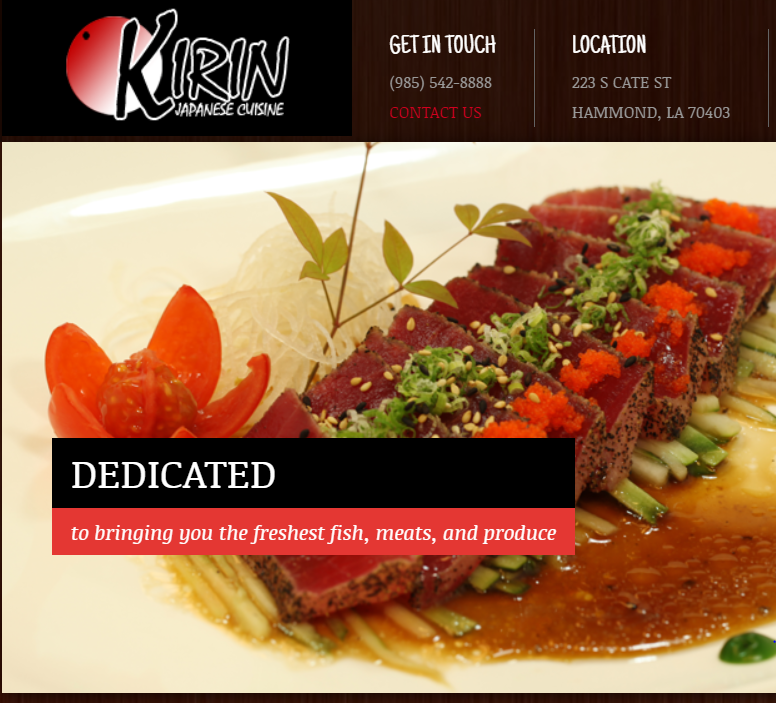 KIRIN
JAPANESE CUISINE
GET IN TOUCH
(985) 542-8888
CONTACT US
LOCATION
223 S CATE ST
HAMMOND, LA 70403
DEDICATED
to bringing you the freshest fish, meats, and produce